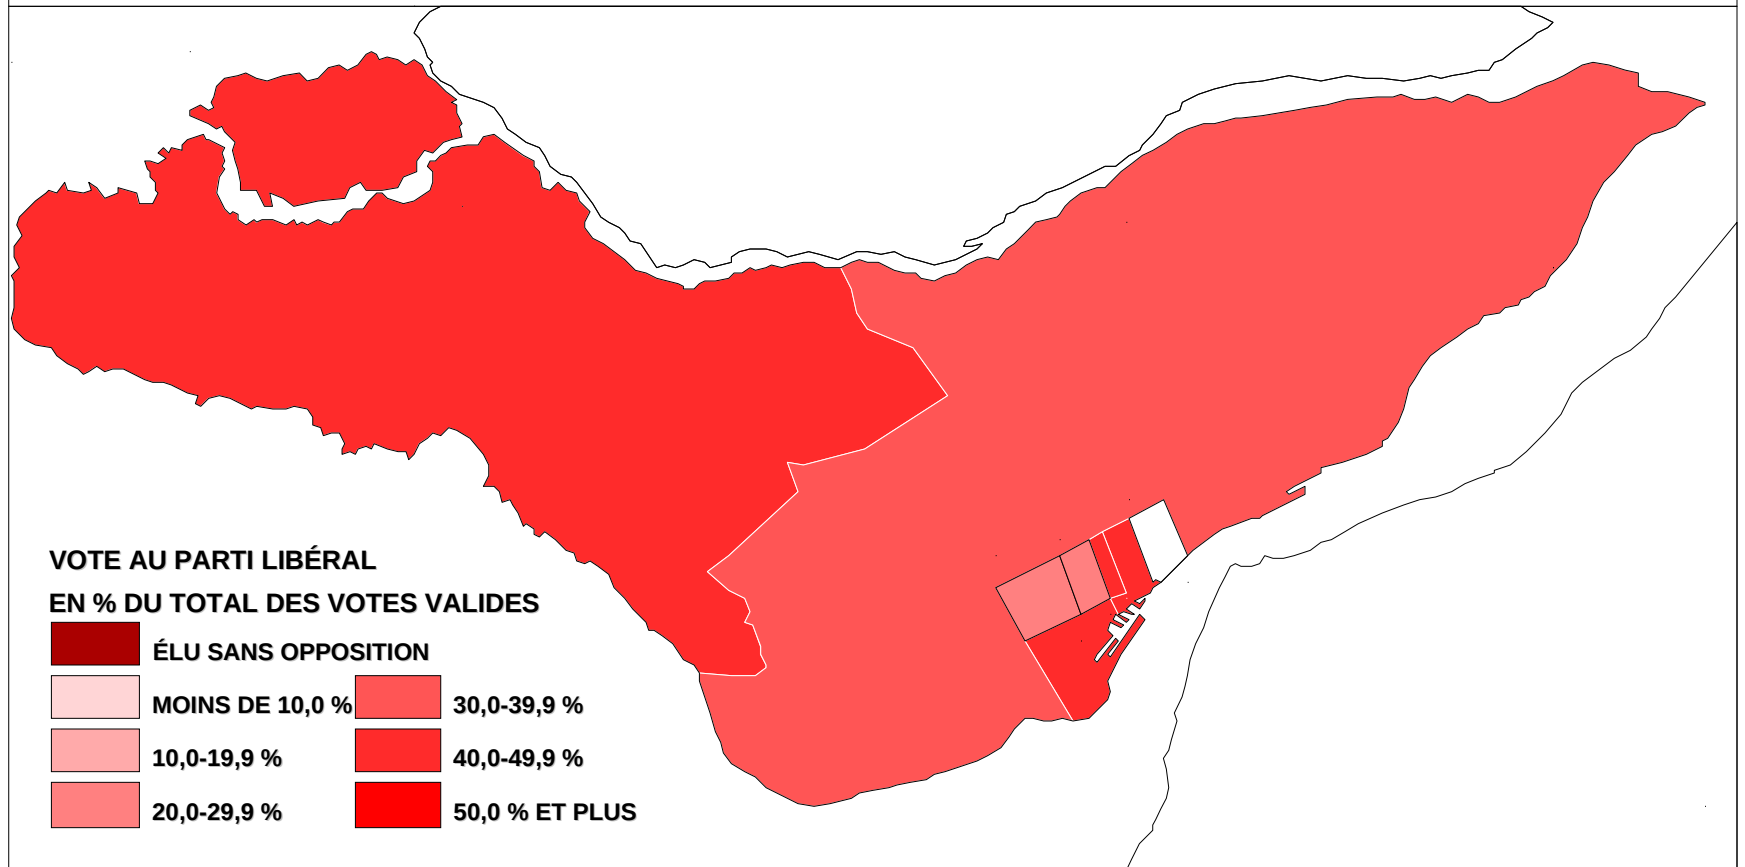 VOTE AU PARTI LIBÉRAL
EN % DU TOTAL DES VOTES VALIDES
ÉLU SANS OPPOSITION
MOINS DE 10,0 %
30,0-39,9 %
10,0-19,9 %
40,0-49,9 %
20,0-29,9 %
50,0 % ET PLUS